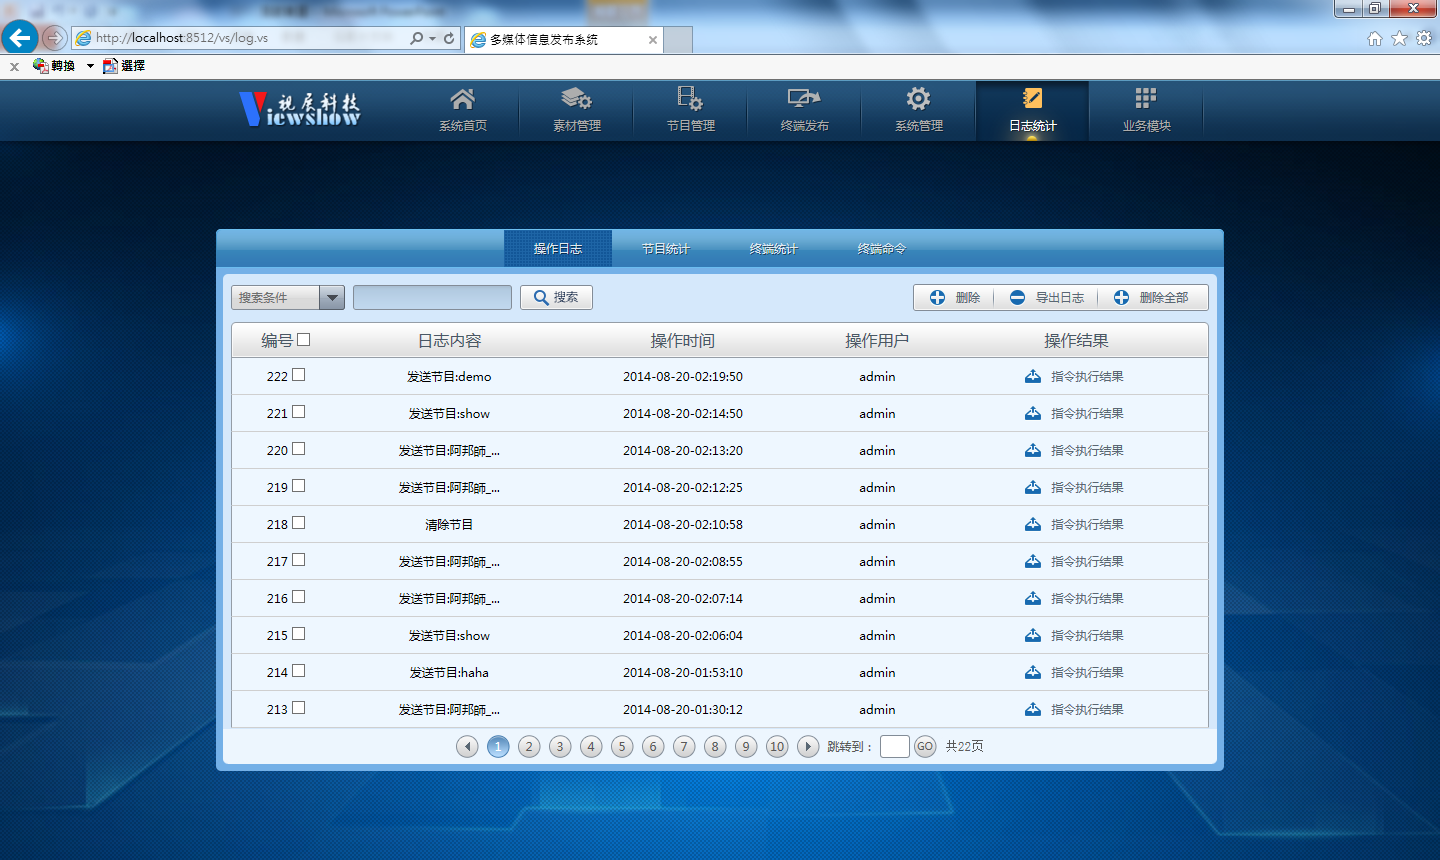 http://localhost:8512/vs/log.vs
多媒体信息发布系统
轉換
選擇
视展科技
Viewshow
系统首页
素材管理
节目管理
终端发布
系统管理
日志统计
业务模块
操作日志
节目统计
终端统计
终端命令
搜索条件
搜索
删除
导出日志
删除全部
编号 日志内容 操作时间 操作用户 操作结果
222 发送节目:demo 2014-08-20-02:19:50 admin 指令执行结果
221 发送节目:show 2014-08-20-02:14:50 admin 指令执行结果
220 发送节目:阿邦師_... 2014-08-20-02:13:20 admin 指令执行结果
219 发送节目:阿邦師_... 2014-08-20-02:12:25 admin 指令执行结果
218 清除节目 2014-08-20-02:10:58 admin 指令执行结果
217 发送节目:阿邦師_... 2014-08-20-02:08:55 admin 指令执行结果
216 发送节目:阿邦師_... 2014-08-20-02:07:14 admin 指令执行结果
215 发送节目:show 2014-08-20-02:06:04 admin 指令执行结果
214 发送节目:haha 2014-08-20-01:53:10 admin 指令执行结果
213 发送节目:阿邦師_... 2014-08-20-01:30:12 admin 指令执行结果
1 2 3 4 5 6 7 8 9 10 跳转到： GO 共22页